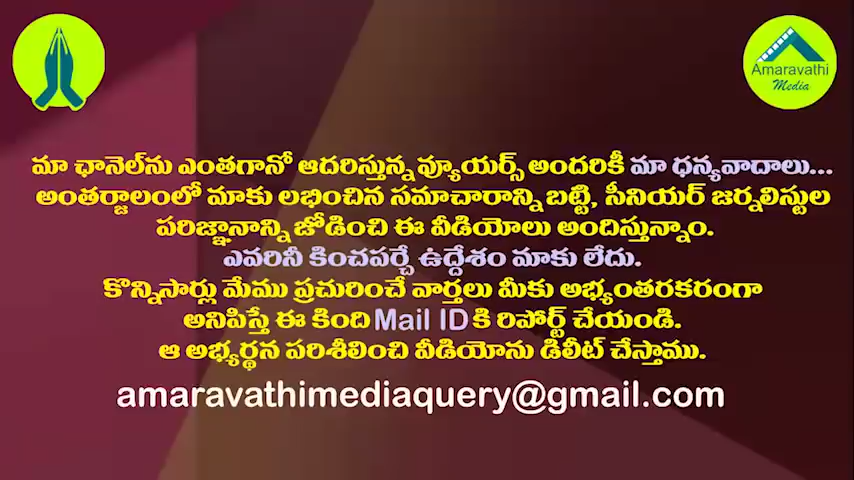 Amaravathi
Media
మా ఛానెల్‌ను ఎంతగానో ఆదరిస్తున్న వ్యూయర్స్ అందరికీ మా ధన్యవాదాలు...
అంతర్జాలంలో మాకు లభించిన సమాచారాన్ని బట్టి, సీనియర్ జర్నలిస్టుల
పరిజ్ఞానాన్ని జోడించి ఈ వీడియోలు అందిస్తున్నాం.
ఎవరినీ కించపర్చే ఉద్దేశం మాకు లేదు.
కొన్నిసార్లు మేము ప్రచురించే వార్తలు మీకు అభ్యంతరకరంగా
అనిపిస్తే ఈ కింది Mail ID కి రిపోర్ట్ చేయండి.
ఆ అభ్యర్థన పరిశీలించి వీడియోను డిలీట్ చేస్తాము.
amaravathimediaquery@gmail.com